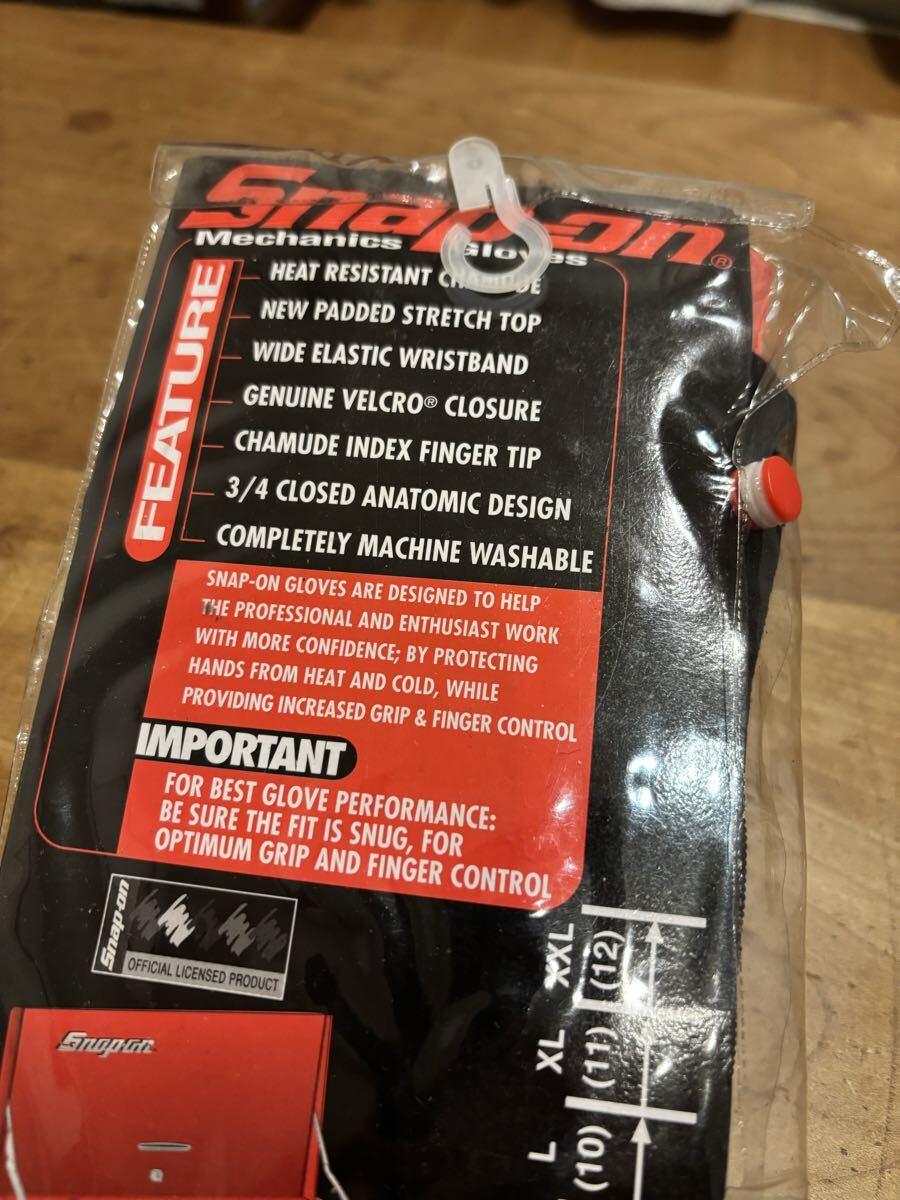 Snap-on®
Mechanics Gloves
FEATURE
HEAT RESISTANT CHAMUDE
NEW PADDED STRETCH TOP
WIDE ELASTIC WRISTBAND
GENUINE VELCRO® CLOSURE
CHAMUDE INDEX FINGER TIP
3/4 CLOSED ANATOMIC DESIGN
COMPLETELY MACHINE WASHABLE
SNAP-ON GLOVES ARE DESIGNED TO HELP
THE PROFESSIONAL AND ENTHUSIAST WORK
WITH MORE CONFIDENCE; BY PROTECTING
HANDS FROM HEAT AND COLD, WHILE
PROVIDING INCREASED GRIP & FINGER CONTROL
IMPORTANT
FOR BEST GLOVE PERFORMANCE:
BE SURE THE FIT IS SNUG, FOR
OPTIMUM GRIP AND FINGER CONTROL
Snap-on
OFFICIAL LICENSED PRODUCT
Snap-on
XXL (12)
XL (11)
L (10)